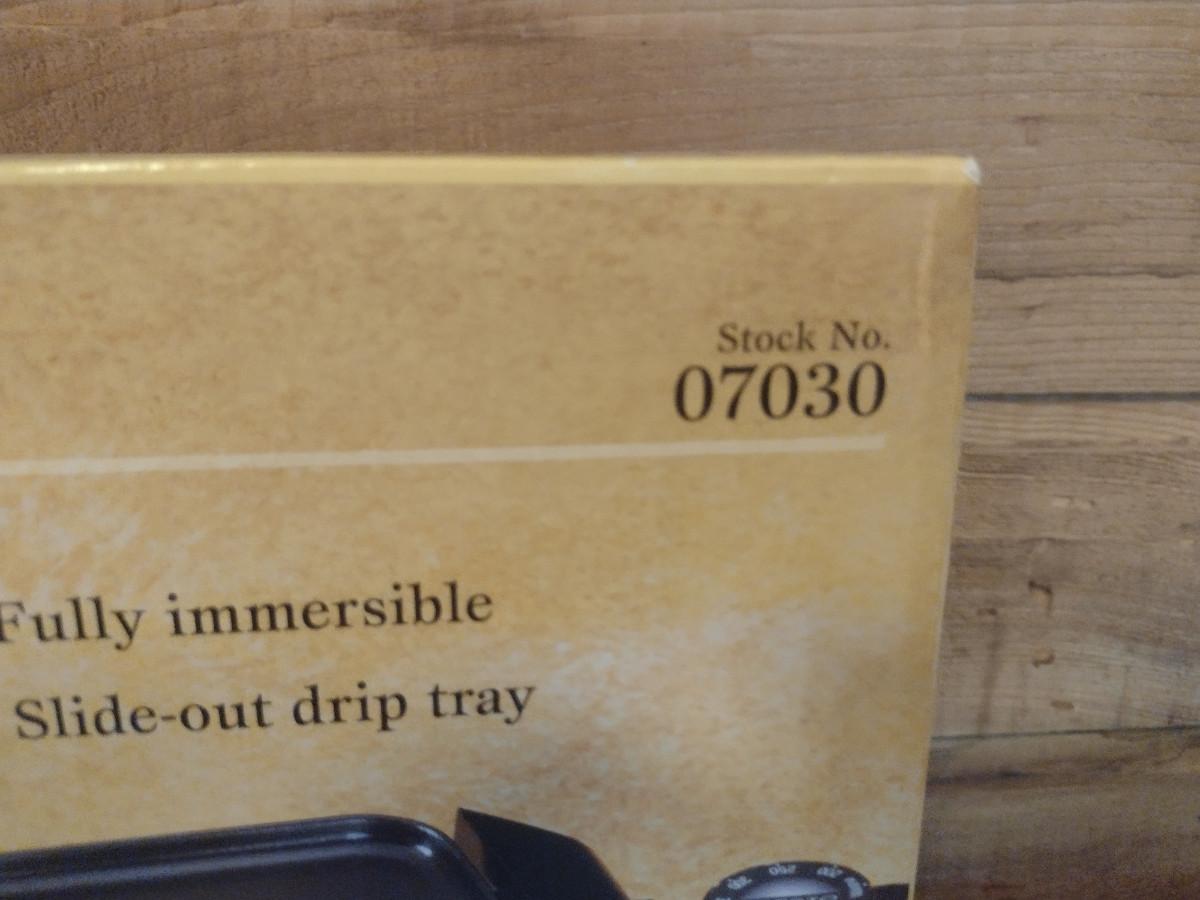 Stock No.
07030
Fully immersible
Slide-out drip tray